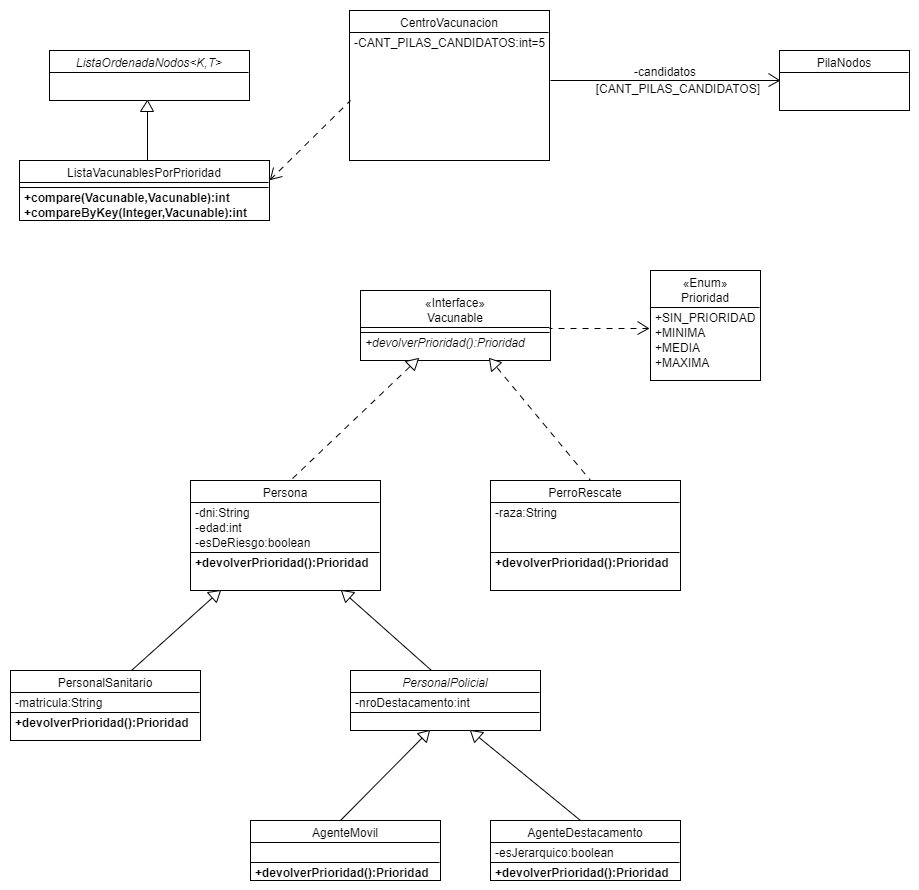 CentroVacunacion
-CANT_PILAS_CANDIDATOS:int=5
ListaOrdenadaNodos<K,T>
-candidatos
[CANT_PILAS_CANDIDATOS]
PilaNodos
ListaVacunablesPorPrioridad
+compare(Vacunable,Vacunable):int
+compareByKey(Integer,Vacunable):int
«Interface»
Vacunable
+devolverPrioridad():Prioridad
«Enum»
Prioridad
+SIN_PRIORIDAD
+MINIMA
+MEDIA
+MAXIMA
Persona
-dni:String
-edad:int
-esDeRiesgo:boolean
+devolverPrioridad():Prioridad
PerroRescate
-raza:String
+devolverPrioridad():Prioridad
PersonalSanitario
-matricula:String
+devolverPrioridad():Prioridad
PersonalPolicial
-nroDestacamento:int
AgenteMovil
+devolverPrioridad():Prioridad
AgenteDestacamento
-esJerarquico:boolean
+devolverPrioridad():Prioridad